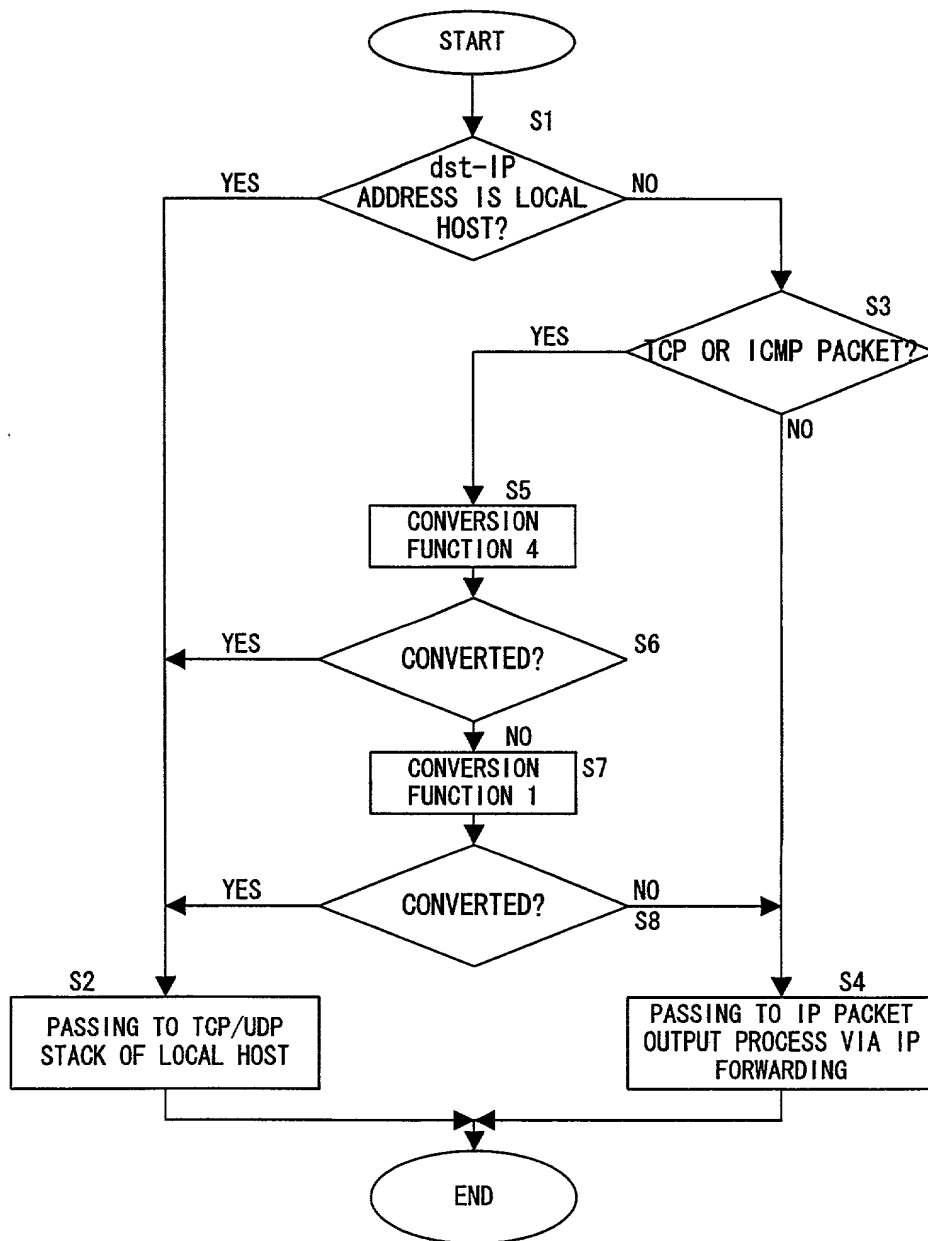 START
S1
dst-IP
ADDRESS IS LOCAL
HOST?
YES
NO
S3
TCP OR ICMP PACKET?
YES
NO
S5
CONVERSION
FUNCTION 4
YES
CONVERTED?
S6
NO
CONVERSION
FUNCTION 1
S7
YES
CONVERTED?
NO
S8
S2
PASSING TO TCP/UDP
STACK OF LOCAL HOST
S4
PASSING TO IP PACKET
OUTPUT PROCESS VIA IP
FORWARDING
END